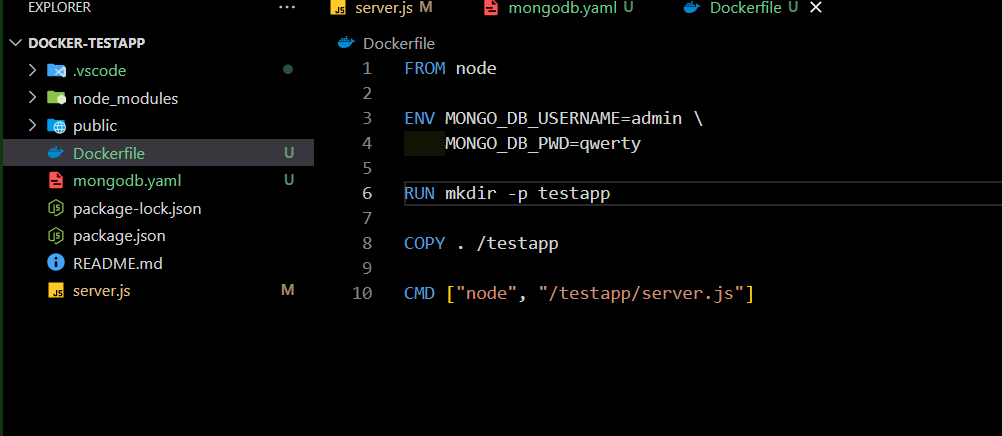 EXPLORER ...
server.js M mongodb.yaml U Dockerfile U
DOCKER-TESTAPP
.vscode
node_modules
public
Dockerfile U
mongodb.yaml U
package-lock.json
package.json
README.md
server.js M
Dockerfile
1 FROM node
2
3 ENV MONGO_DB_USERNAME=admin \
4 MONGO_DB_PWD=qwerty
5
6 RUN mkdir -p testapp
7
8 COPY . /testapp
9
10 CMD ["node", "/testapp/server.js"]